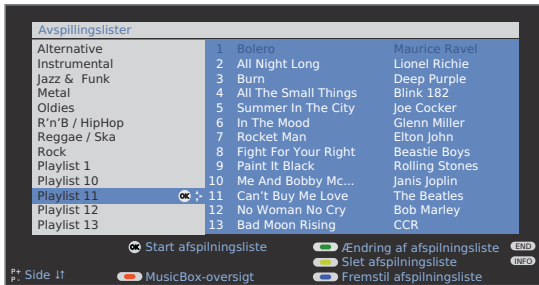 Avspillingslister
Alternative 1 Bolero Maurice Ravel
Instrumental 2 All Night Long Lionel Richie
Jazz & Funk 3 Burn Deep Purple
Metal 4 All The Small Things Blink 182
Oldies 5 Summer In The City Joe Cocker
R'n'B / HipHop 6 In The Mood Glenn Miller
Reggae / Ska 7 Rocket Man Elton John
Rock 8 Fight For Your Right Beastie Boys
Playlist 1 9 Paint It Black Rolling Stones
Playlist 10 10 Me And Bobby Mc... Janis Joplin
Playlist 11 OK 11 Can't Buy Me Love The Beatles
Playlist 12 12 No Woman No Cry Bob Marley
Playlist 13 13 Bad Moon Rising CCR
OK Start afspilningsliste Ændring af afspilningsliste END
Slet afspilningsliste INFO
P+ P- Side ↓↑ MusicBox-oversigt Fremstil afspilningsliste